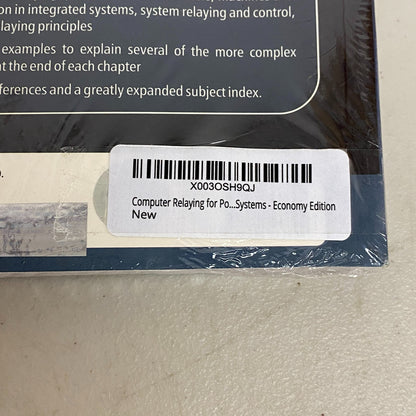 on in integrated systems, system relaying and control,
laying principles
examples to explain several of the more complex
at the end of each chapter
ferences and a greatly expanded subject index.
X003OSH9QJ
Computer Relaying for Po...Systems - Economy Edition
New